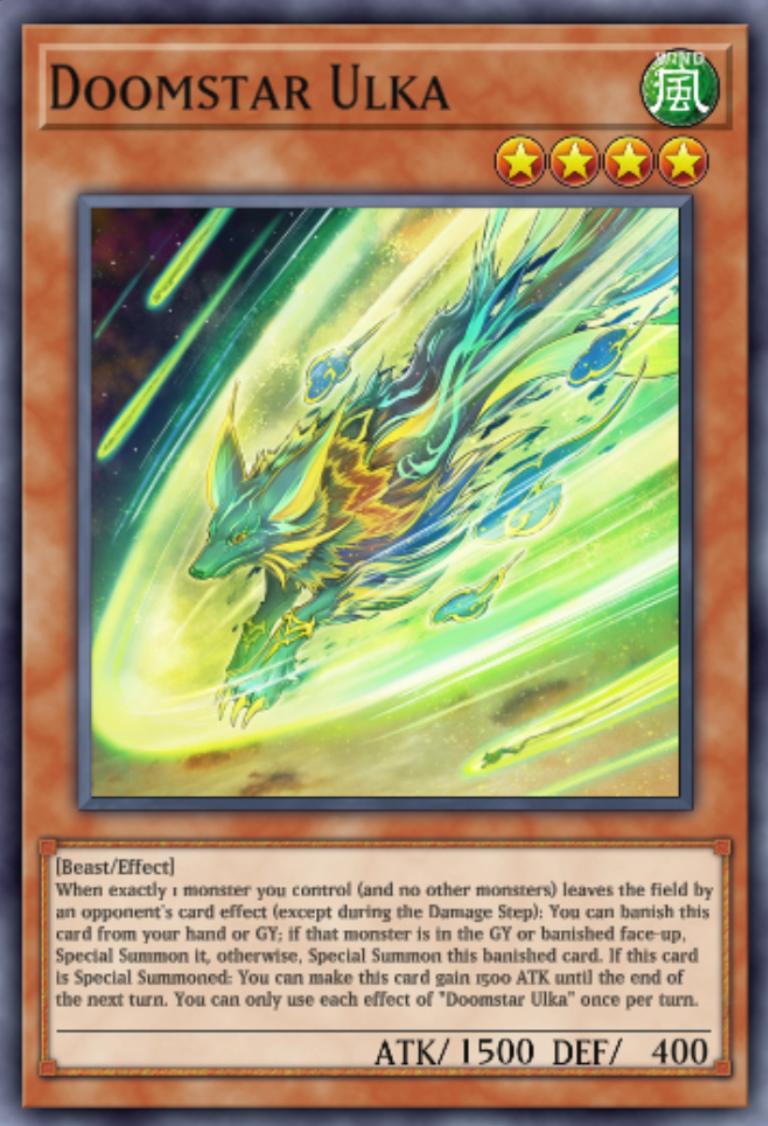 DOOMSTAR ULKA
WIND
風
[Beast/Effect]
When exactly 1 monster you control (and no other monsters) leaves the field by
an opponent's card effect (except during the Damage Step): You can banish this
card from your hand or GY; if that monster is in the GY or banished face-up,
Special Summon it, otherwise, Special Summon this banished card. If this card
is Special Summoned: You can make this card gain 1500 ATK until the end of
the next turn. You can only use each effect of "Doomstar Ulka" once per turn.
ATK/ 1500 DEF/ 400